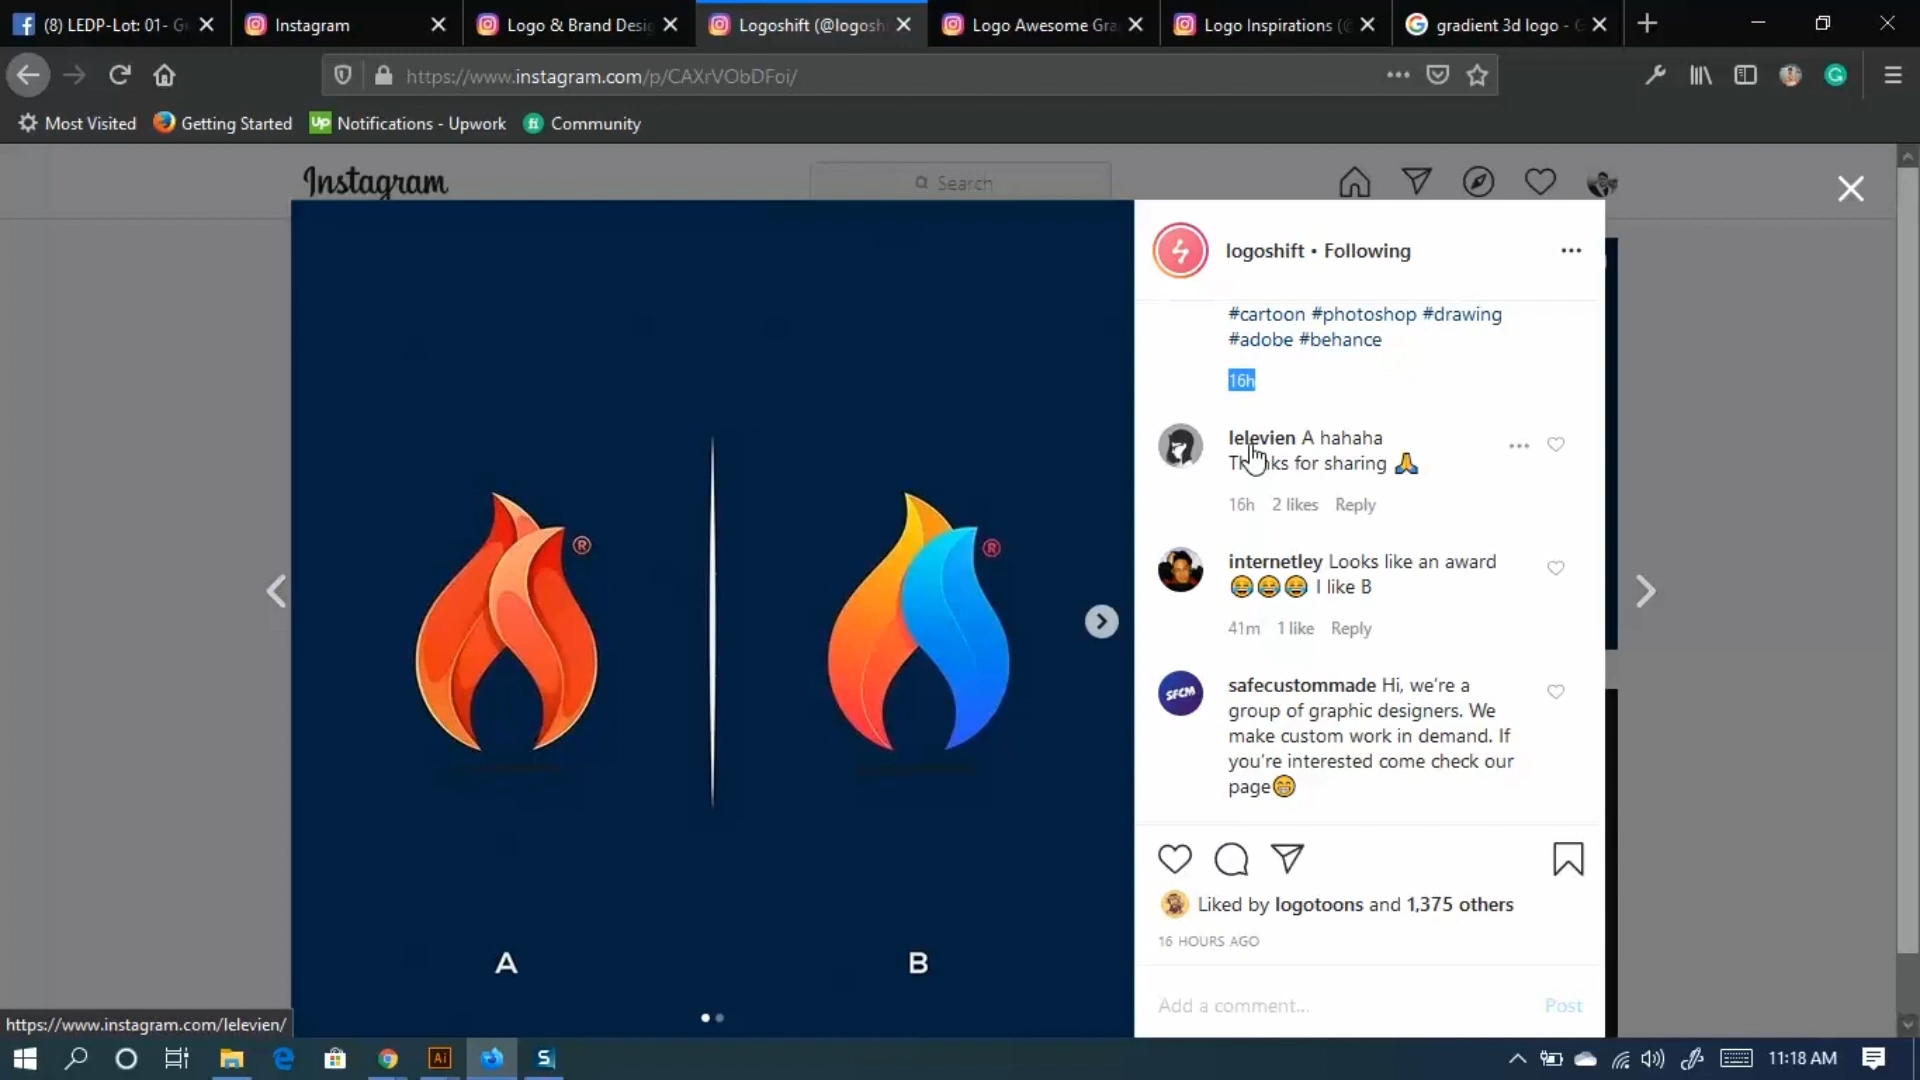 (8) LEDP-Lot: 01- G
Instagram
Logo & Brand Desig
Logoshift (@logosh
Logo Awesome Gra
Logo Inspirations (@
gradient 3d logo - G
https://www.instagram.com/p/CAXrVObDFoi/
Most Visited
Getting Started
Up
Notifications - Upwork
fi
Community
Instagram
Search
logoshift • Following
#cartoon #photoshop #drawing
#adobe #behance
16h
lelevien A hahaha
Thanks for sharing 🙏
16h 2 likes Reply
internetley Looks like an award
😂😂😂 I like B
41m 1 like Reply
SFCM
safecustommade Hi, we're a
group of graphic designers. We
make custom work in demand. If
you're interested come check our
page😁
®
®
A
B
Liked by logotoons and 1,375 others
16 HOURS AGO
Add a comment...
Post
https://www.instagram.com/lelevien/
Ai
S
11:18 AM